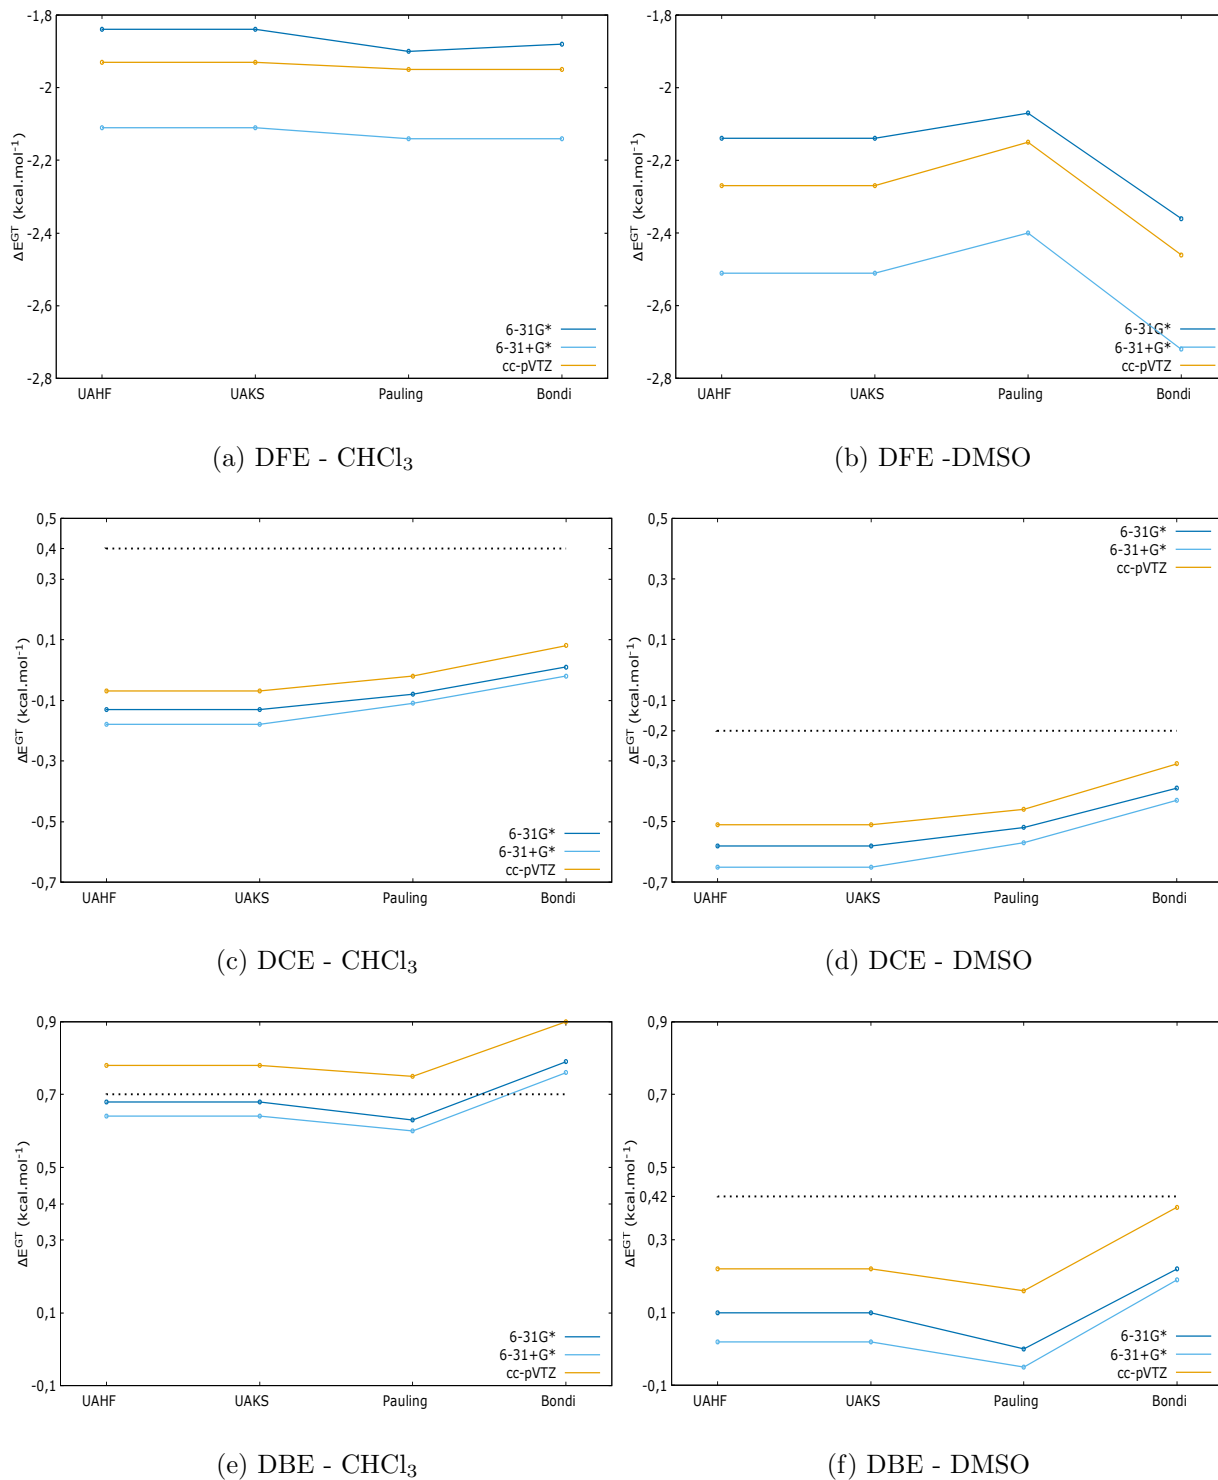 -1,8
-2
-2,2
-2,4
-2,6
-2,8
ΔE^GT (kcal.mol⁻¹)
6-31G*
6-31+G*
cc-pVTZ
UAHF UAKS Pauling Bondi
(a) DFE - CHCl₃
-1,8
-2
-2,2
-2,4
-2,6
-2,8
ΔE^GT (kcal.mol⁻¹)
6-31G*
6-31+G*
cc-pVTZ
UAHF UAKS Pauling Bondi
(b) DFE -DMSO
0,5
0,4
0,3
0,1
-0,1
-0,3
-0,5
-0,7
ΔE^GT (kcal.mol⁻¹)
6-31G*
6-31+G*
cc-pVTZ
UAHF UAKS Pauling Bondi
(c) DCE - CHCl₃
0,5
0,3
0,1
-0,1
-0,2
-0,3
-0,5
-0,7
ΔE^GT (kcal.mol⁻¹)
6-31G*
6-31+G*
cc-pVTZ
UAHF UAKS Pauling Bondi
(d) DCE - DMSO
0,9
0,7
0,5
0,4
0,3
0,1
-0,1
ΔE^GT (kcal.mol⁻¹)
6-31G*
6-31+G*
cc-pVTZ
UAHF UAKS Pauling Bondi
(e) DBE - CHCl₃
0,9
0,7
0,5
0,42
0,3
0,1
-0,1
ΔE^GT (kcal.mol⁻¹)
6-31G*
6-31+G*
cc-pVTZ
UAHF UAKS Pauling Bondi
(f) DBE - DMSO